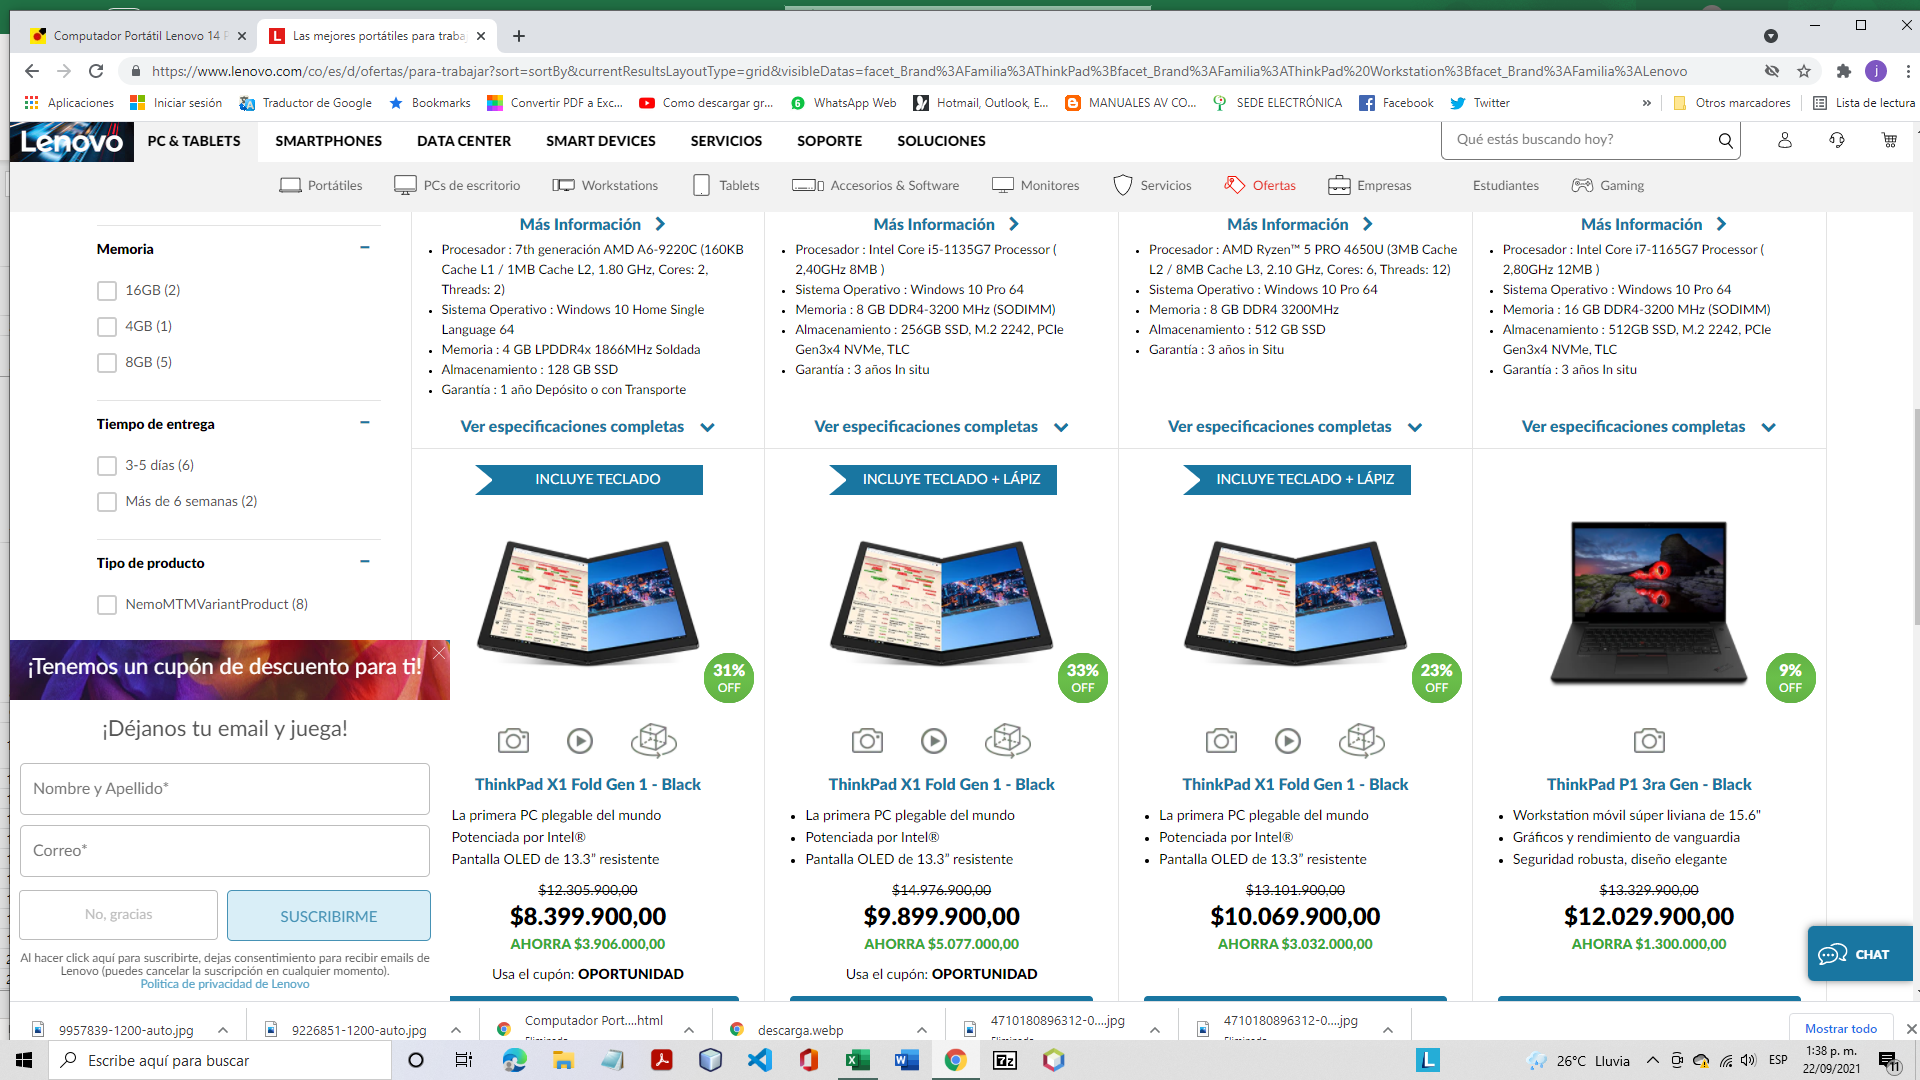 Computador Portátil Lenovo 14 P
Las mejores portátiles para traba
https://www.lenovo.com/co/es/d/ofertas/para-trabajar?sort=sortBy&currentResultsLayoutType=grid&visibleDatas=facet_Brand%3AFamilia%3AThinkPad%3Bfacet_Brand%3AFamilia%3AThinkPad%20Workstation%3Bfacet_Brand%3AFamilia%3ALenovo
j
Aplicaciones
Iniciar sesión
Traductor de Google
Bookmarks
Convertir PDF a Exc...
Como descargar gr...
WhatsApp Web
Hotmail, Outlook, E...
MANUALES AV CO...
SEDE ELECTRÓNICA
Facebook
Twitter
»
Otros marcadores
Lista de lectura
Lenovo
PC & TABLETS
SMARTPHONES
DATA CENTER
SMART DEVICES
SERVICIOS
SOPORTE
SOLUCIONES
Qué estás buscando hoy?
Portátiles
PCs de escritorio
Workstations
Tablets
Accesorios & Software
Monitores
Servicios
Ofertas
Empresas
Estudiantes
Gaming
Memoria
16GB (2)
4GB (1)
8GB (5)
Tiempo de entrega
3-5 días (6)
Más de 6 semanas (2)
Tipo de producto
NemoMTMVariantProduct (8)
Más Información
• Procesador : 7th generación AMD A6-9220C (160KB
Cache L1 / 1MB Cache L2, 1.80 GHz, Cores: 2,
Threads: 2)
• Sistema Operativo : Windows 10 Home Single
Language 64
• Memoria : 4 GB LPDDR4x 1866MHz Soldada
• Almacenamiento : 128 GB SSD
• Garantía : 1 año Depósito o con Transporte
Ver especificaciones completas
Más Información
• Procesador : Intel Core i5-1135G7 Processor (
2,40GHz 8MB )
• Sistema Operativo : Windows 10 Pro 64
• Memoria : 8 GB DDR4-3200 MHz (SODIMM)
• Almacenamiento : 256GB SSD, M.2 2242, PCIe
Gen3x4 NVMe, TLC
• Garantía : 3 años In situ
Ver especificaciones completas
Más Información
• Procesador : AMD Ryzen™ 5 PRO 4650U (3MB Cache
L2 / 8MB Cache L3, 2.10 GHz, Cores: 6, Threads: 12)
• Sistema Operativo : Windows 10 Pro 64
• Memoria : 8 GB DDR4 3200MHz
• Almacenamiento : 512 GB SSD
• Garantía : 3 años in Situ
Ver especificaciones completas
Más Información
• Procesador : Intel Core i7-1165G7 Processor (
2,80GHz 12MB )
• Sistema Operativo : Windows 10 Pro 64
• Memoria : 16 GB DDR4-3200 MHz (SODIMM)
• Almacenamiento : 512GB SSD, M.2 2242, PCIe
Gen3x4 NVMe, TLC
• Garantía : 3 años In situ
Ver especificaciones completas
INCLUYE TECLADO
31%
OFF
ThinkPad X1 Fold Gen 1 - Black
La primera PC plegable del mundo
Potenciada por Intel®
Pantalla OLED de 13.3” resistente
$12.305.900,00
$8.399.900,00
AHORRA $3.906.000,00
Usa el cupón: OPORTUNIDAD
INCLUYE TECLADO + LÁPIZ
33%
OFF
ThinkPad X1 Fold Gen 1 - Black
• La primera PC plegable del mundo
• Potenciada por Intel®
• Pantalla OLED de 13.3” resistente
$14.976.900,00
$9.899.900,00
AHORRA $5.077.000,00
Usa el cupón: OPORTUNIDAD
INCLUYE TECLADO + LÁPIZ
23%
OFF
ThinkPad X1 Fold Gen 1 - Black
• La primera PC plegable del mundo
• Potenciada por Intel®
• Pantalla OLED de 13.3” resistente
$13.101.900,00
$10.069.900,00
AHORRA $3.032.000,00
9%
OFF
ThinkPad P1 3ra Gen - Black
• Workstation móvil súper liviana de 15.6"
• Gráficos y rendimiento de vanguardia
• Seguridad robusta, diseño elegante
$13.329.900,00
$12.029.900,00
AHORRA $1.300.000,00
¡Tenemos un cupón de descuento para ti!
¡Déjanos tu email y juega!
Nombre y Apellido*
Correo*
No, gracias
SUSCRIBIRME
Al hacer click aquí para suscribirte, dejas consentimiento para recibir emails de
Lenovo (puedes cancelar la suscripción en cualquier momento).
Politica de privacidad de Lenovo
CHAT
9957839-1200-auto.jpg
9226851-1200-auto.jpg
Computador Port....html
descarga.webp
4710180896312-0....jpg
4710180896312-0....jpg
Mostrar todo
Escribe aquí para buscar
26°C Lluvia
ESP
1:38 p. m.
22/09/2021
11